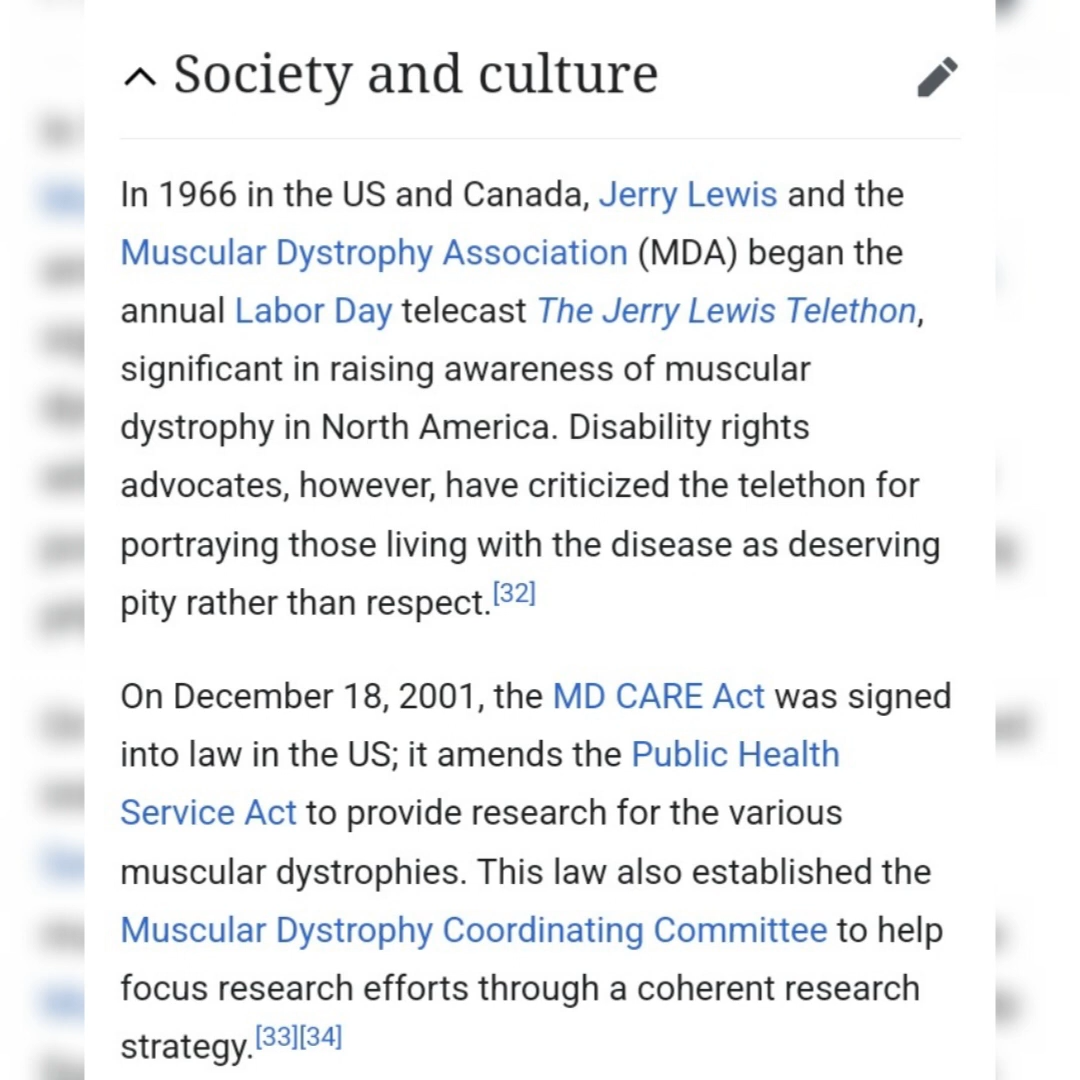 Society and culture
In 1966 in the US and Canada, Jerry Lewis and the
Muscular Dystrophy Association (MDA) began the
annual Labor Day telecast The Jerry Lewis Telethon,
significant in raising awareness of muscular
dystrophy in North America. Disability rights
advocates, however, have criticized the telethon for
portraying those living with the disease as deserving
pity rather than respect.[32]
On December 18, 2001, the MD CARE Act was signed
into law in the US; it amends the Public Health
Service Act to provide research for the various
muscular dystrophies. This law also established the
Muscular Dystrophy Coordinating Committee to help
focus research efforts through a coherent research
strategy.[33][34]